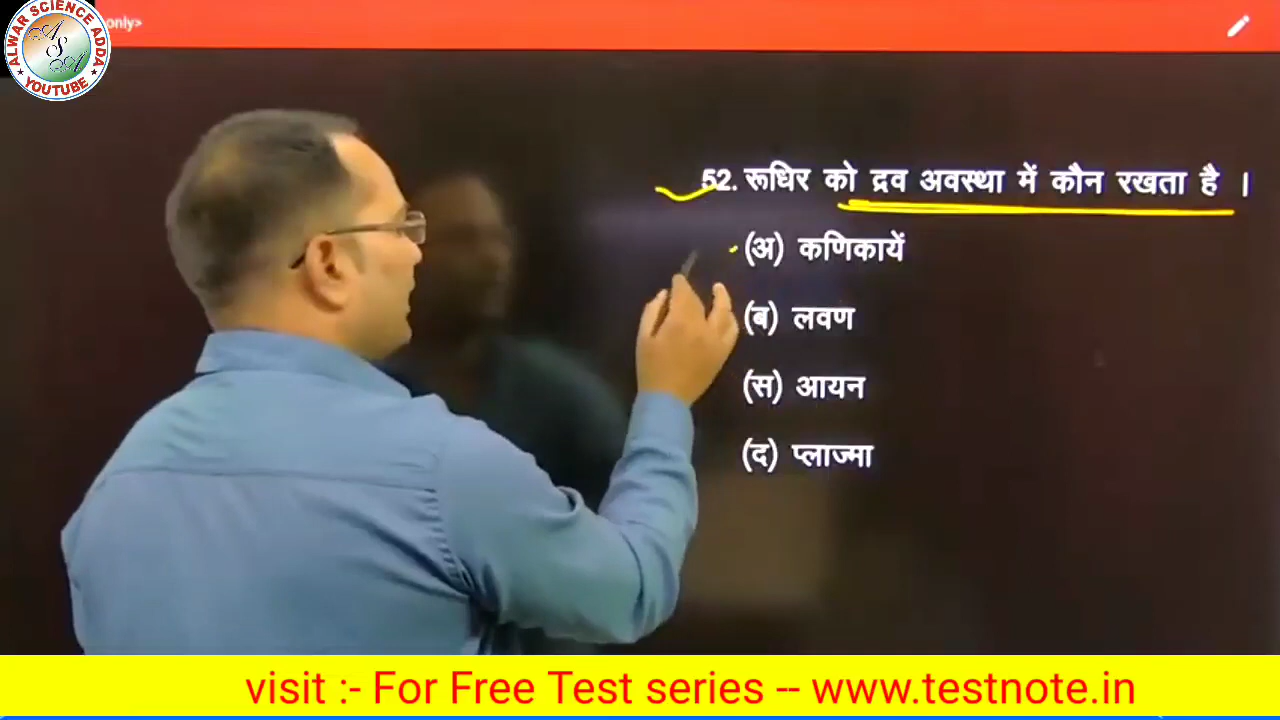 ALWAR SCIENCE ADDA
ASA
YOUTUBE
only>
52. रूधिर को द्रव अवस्था में कौन रखता है ।
(अ) कणिकायें
(ब) लवण
(स) आयन
(द) प्लाज्मा
visit :- For Free Test series -- www.testnote.in